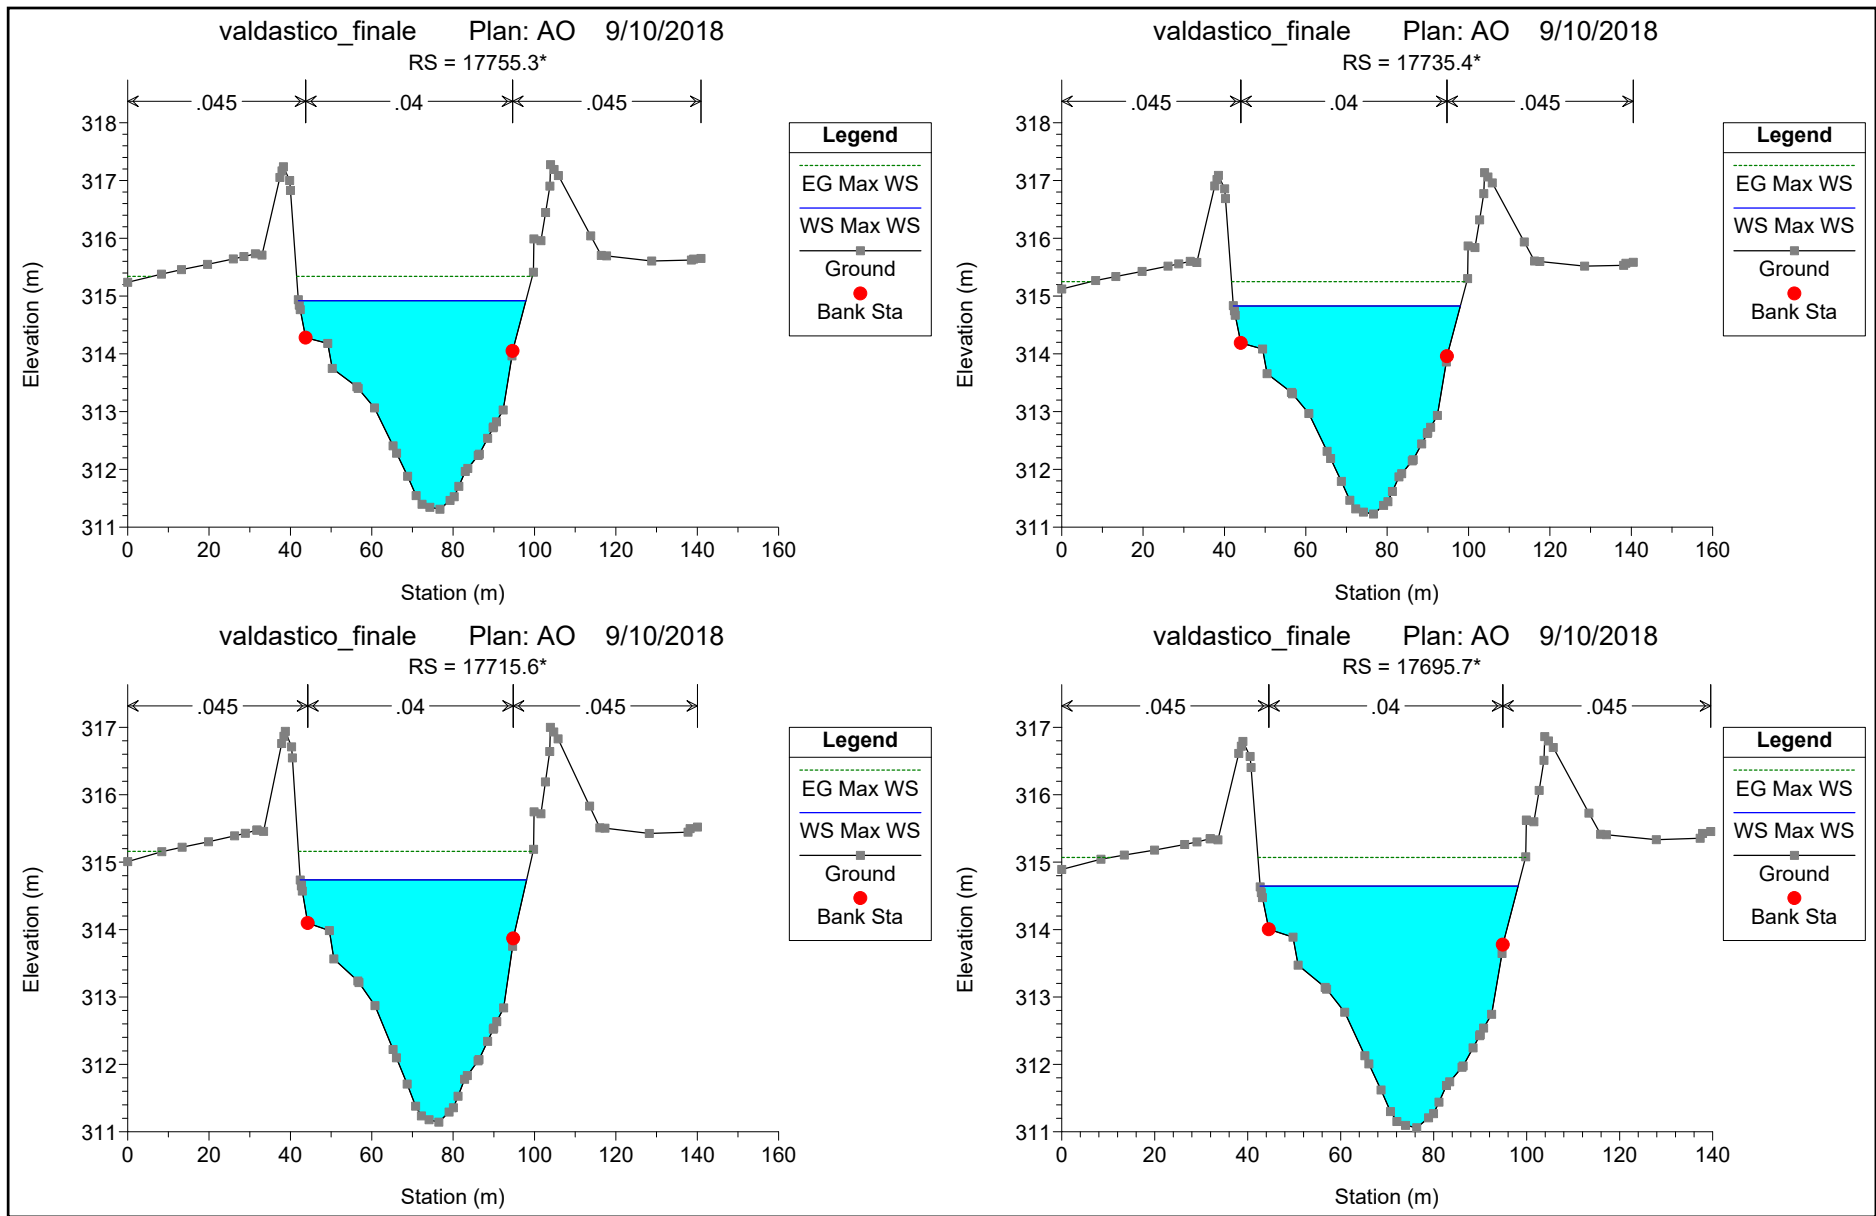 valdastico_finale Plan: AO 9/10/2018
RS = 17755.3*
.045 .04 .045
318
317
316
315
314
313
312
311
0 20 40 60 80 100 120 140 160
Elevation (m)
Station (m)
Legend
EG Max WS
WS Max WS
Ground
Bank Sta
valdastico_finale Plan: AO 9/10/2018
RS = 17735.4*
.045 .04 .045
318
317
316
315
314
313
312
311
0 20 40 60 80 100 120 140 160
Elevation (m)
Station (m)
Legend
EG Max WS
WS Max WS
Ground
Bank Sta
valdastico_finale Plan: AO 9/10/2018
RS = 17715.6*
.045 .04 .045
317
316
315
314
313
312
311
0 20 40 60 80 100 120 140 160
Elevation (m)
Station (m)
Legend
EG Max WS
WS Max WS
Ground
Bank Sta
valdastico_finale Plan: AO 9/10/2018
RS = 17695.7*
.045 .04 .045
317
316
315
314
313
312
311
0 20 40 60 80 100 120 140
Elevation (m)
Station (m)
Legend
EG Max WS
WS Max WS
Ground
Bank Sta